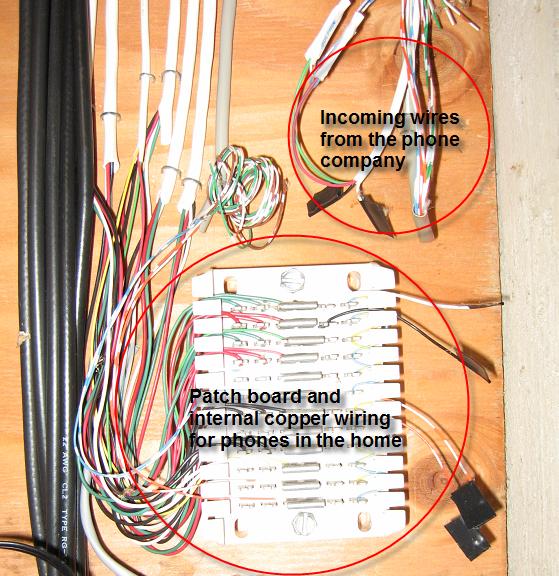 Incoming wires
from the phone
company
Patch board and
internal copper wiring
for phones in the home
22 AWG CL2 TYPE RG-